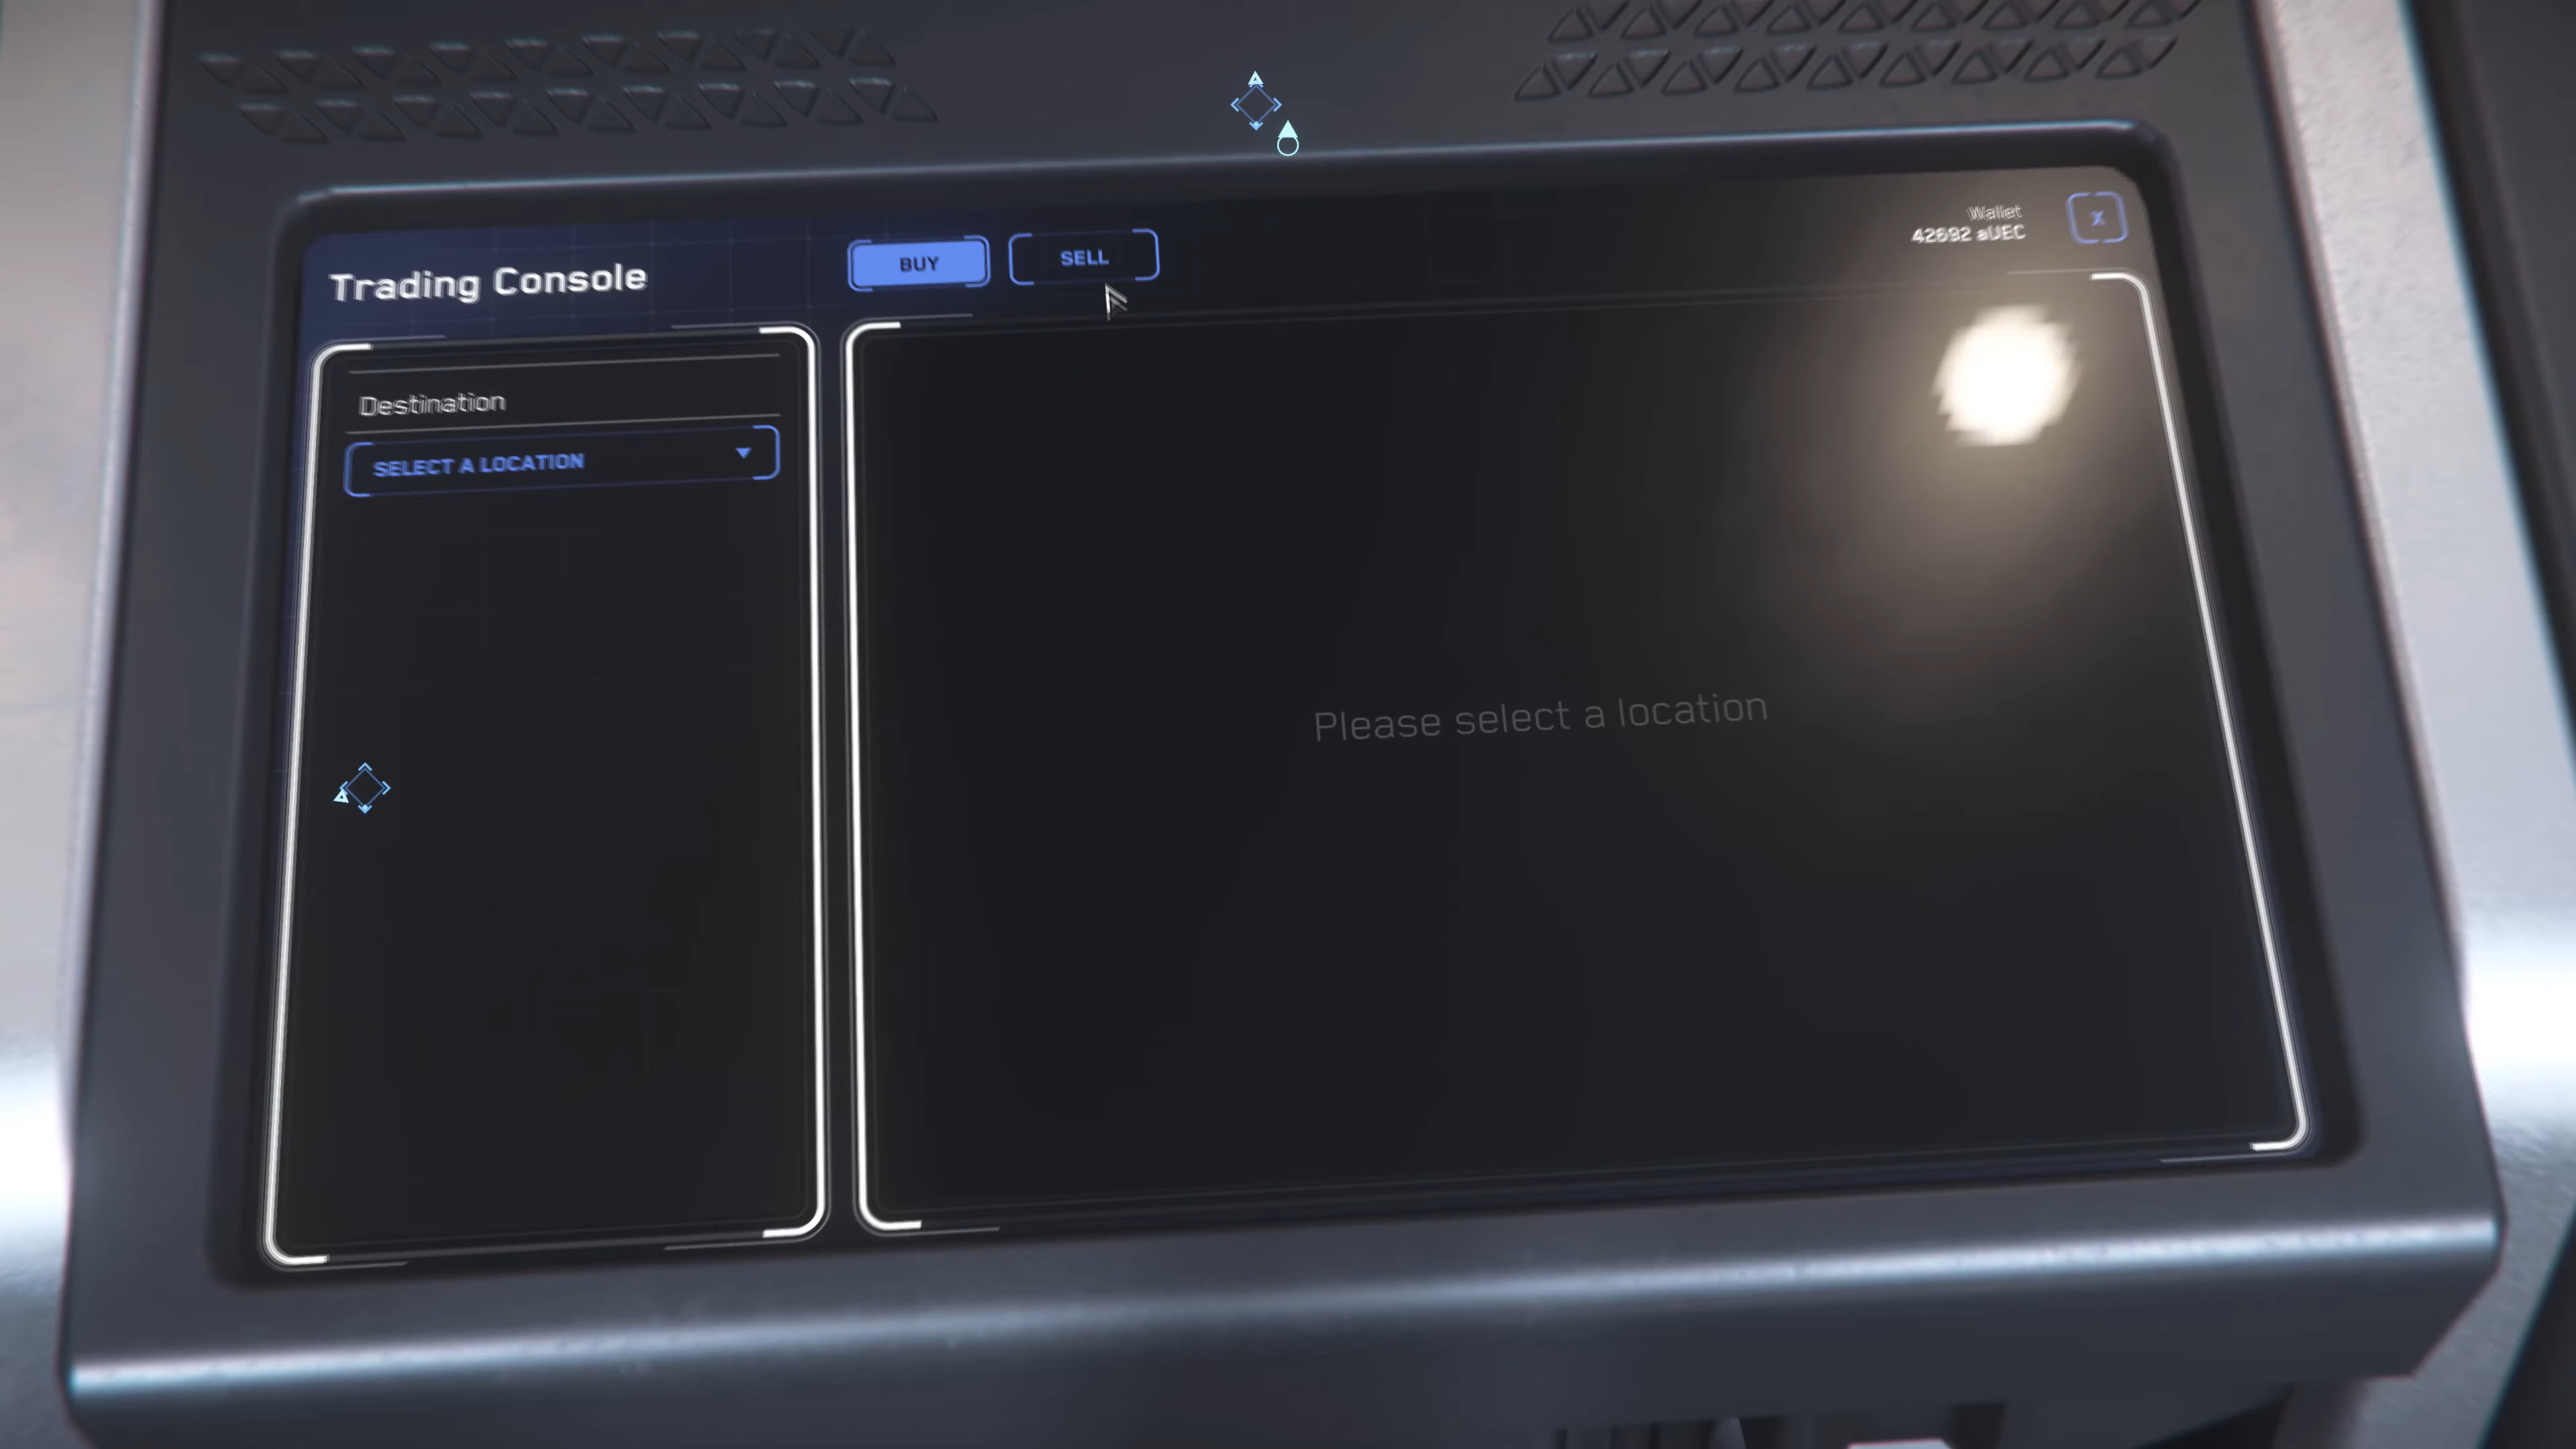 Trading Console
BUY
SELL
Wallet
42692 aUEC
X
Destination
SELECT A LOCATION
Please select a location